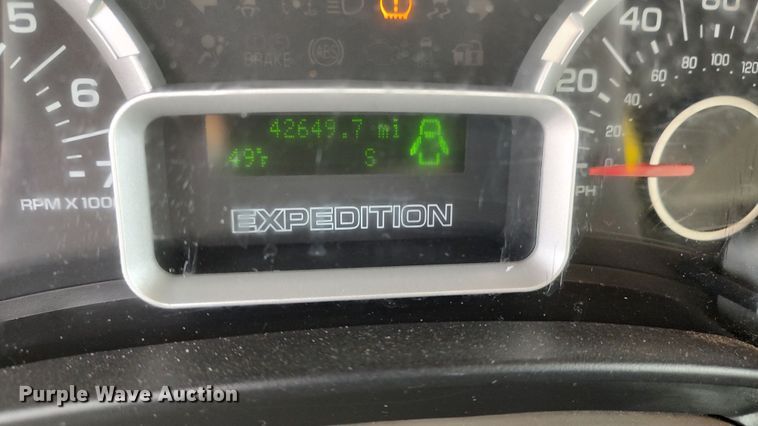 5
6
7
RPM X 100
BRAKE
ABS
42649.7 mi
49°F S
EXPEDITION
20
60
0
20
40
60
80
100
120
PH
Purple Wave Auction